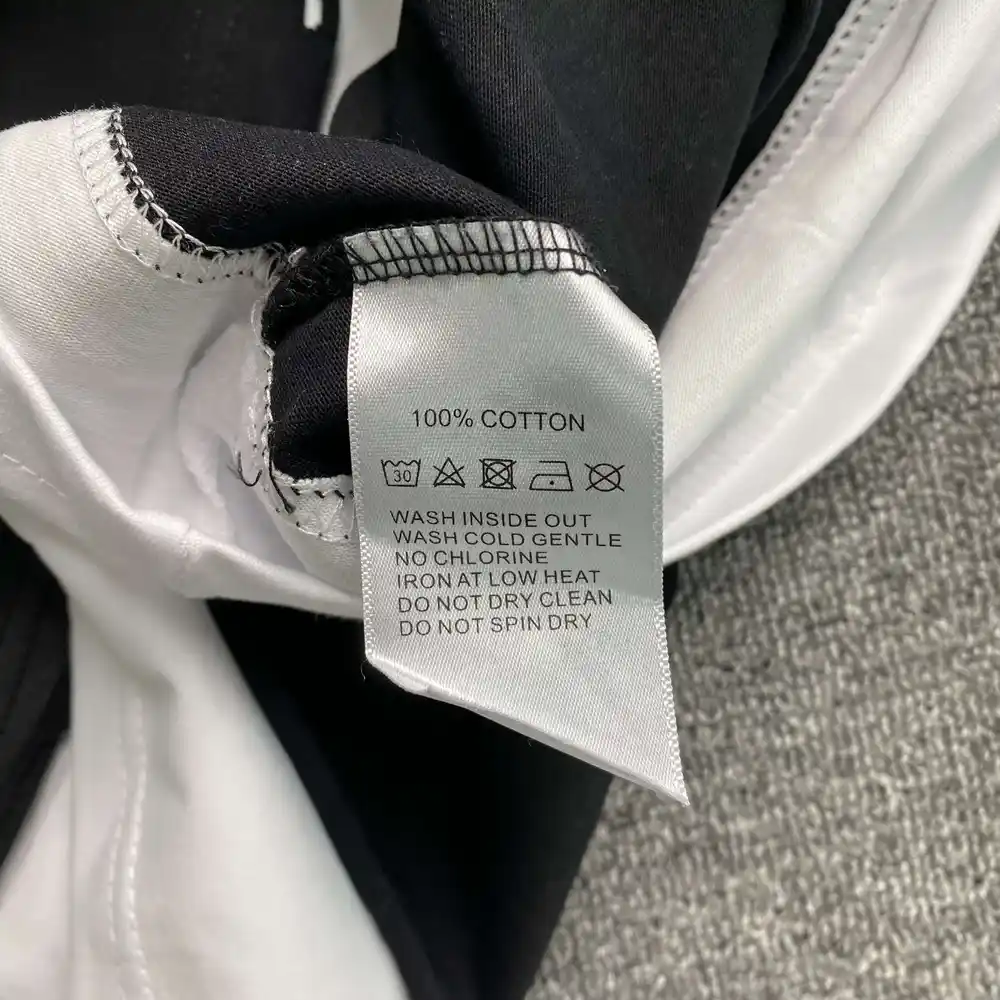 100% COTTON
30
WASH INSIDE OUT
WASH COLD GENTLE
NO CHLORINE
IRON AT LOW HEAT
DO NOT DRY CLEAN
DO NOT SPIN DRY